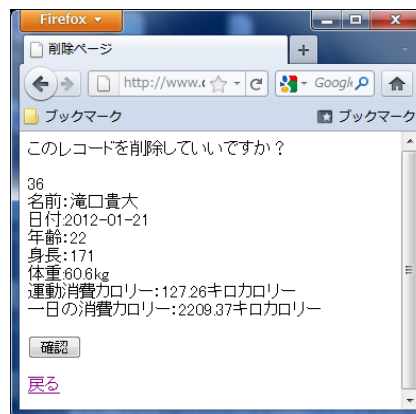 Firefox
削除ページ
http://www.
Google
ブックマーク
ブックマーク
このレコードを削除していいですか？
36
名前：滝口貴大
日付:2012-01-21
年齢：22
身長：171
体重:60.6kg
運動消費カロリー：127.26キロカロリー
一日の消費カロリー：2209.37キロカロリー
確認
戻る